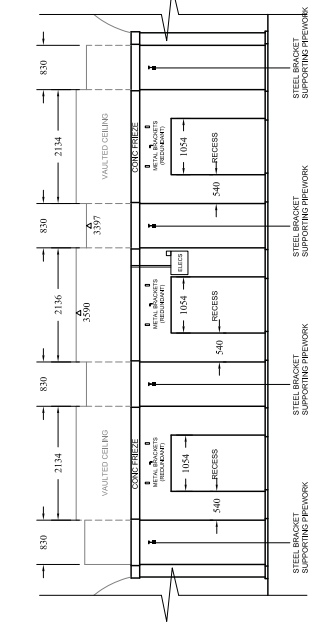 830
2134
830
2136
830
2134
830
3590
3397
VAULTED CEILING
VAULTED CEILING
CONC FRIEZE
CONC FRIEZE
METAL BRACKETS
(REDUNDANT)
METAL BRACKETS
(REDUNDANT)
METAL BRACKETS
(REDUNDANT)
ELECS
1054
1054
1054
RECESS
RECESS
RECESS
540
540
540
STEEL BRACKET
SUPPORTING PIPEWORK
STEEL BRACKET
SUPPORTING PIPEWORK
STEEL BRACKET
SUPPORTING PIPEWORK
STEEL BRACKET
SUPPORTING PIPEWORK